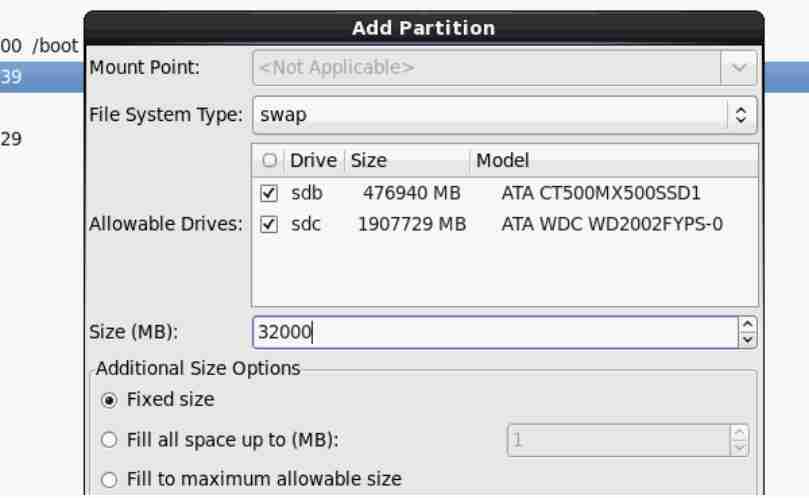 Add Partition
00 /boot
Mount Point: <Not Applicable>
39
File System Type: swap
29
Drive Size Model
sdb 476940 MB ATA CT500MX500SSD1
Allowable Drives: sdc 1907729 MB ATA WDC WD2002FYPS-0
Size (MB): 32000
Additional Size Options
Fixed size
Fill all space up to (MB): 1
Fill to maximum allowable size